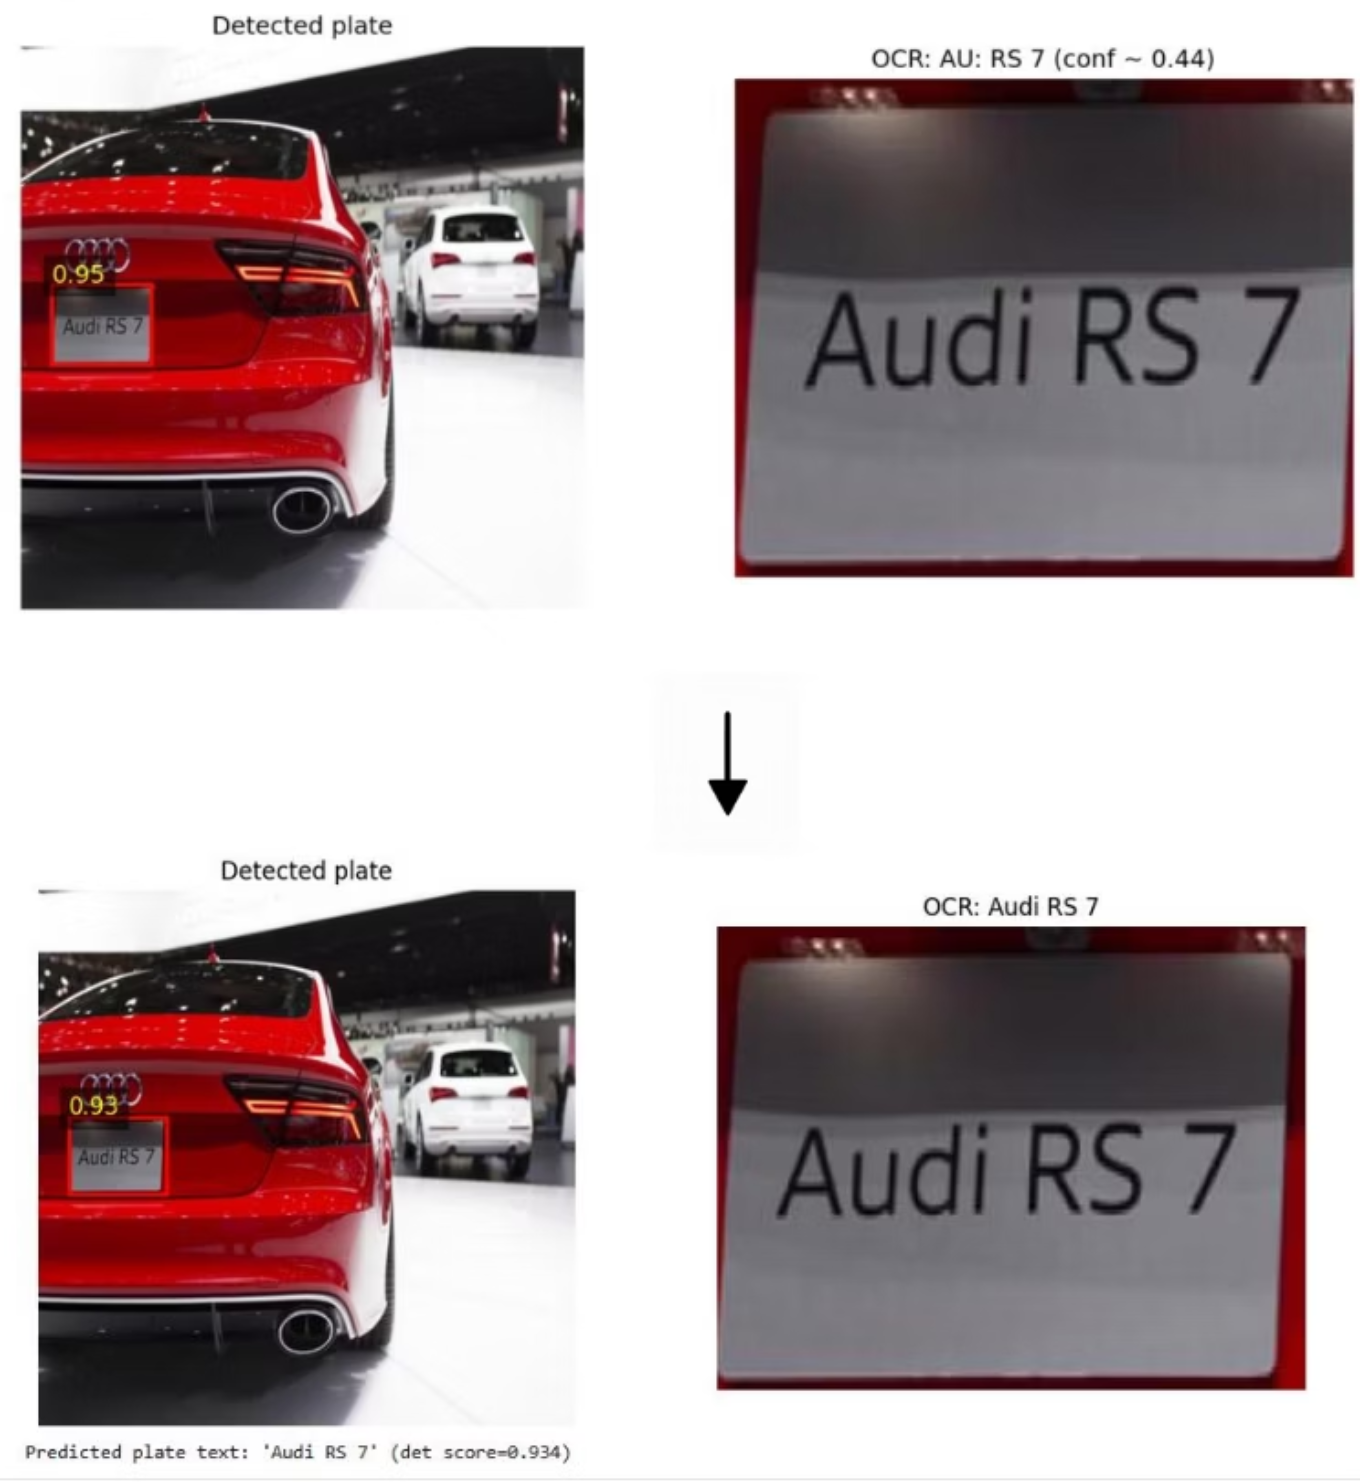 Detected plate
OCR: AU: RS 7 (conf ~ 0.44)
0.95
Audi RS 7
Audi RS 7
Detected plate
OCR: Audi RS 7
0.93
Audi RS 7
Audi RS 7
Predicted plate text: 'Audi RS 7' (det score=0.934)